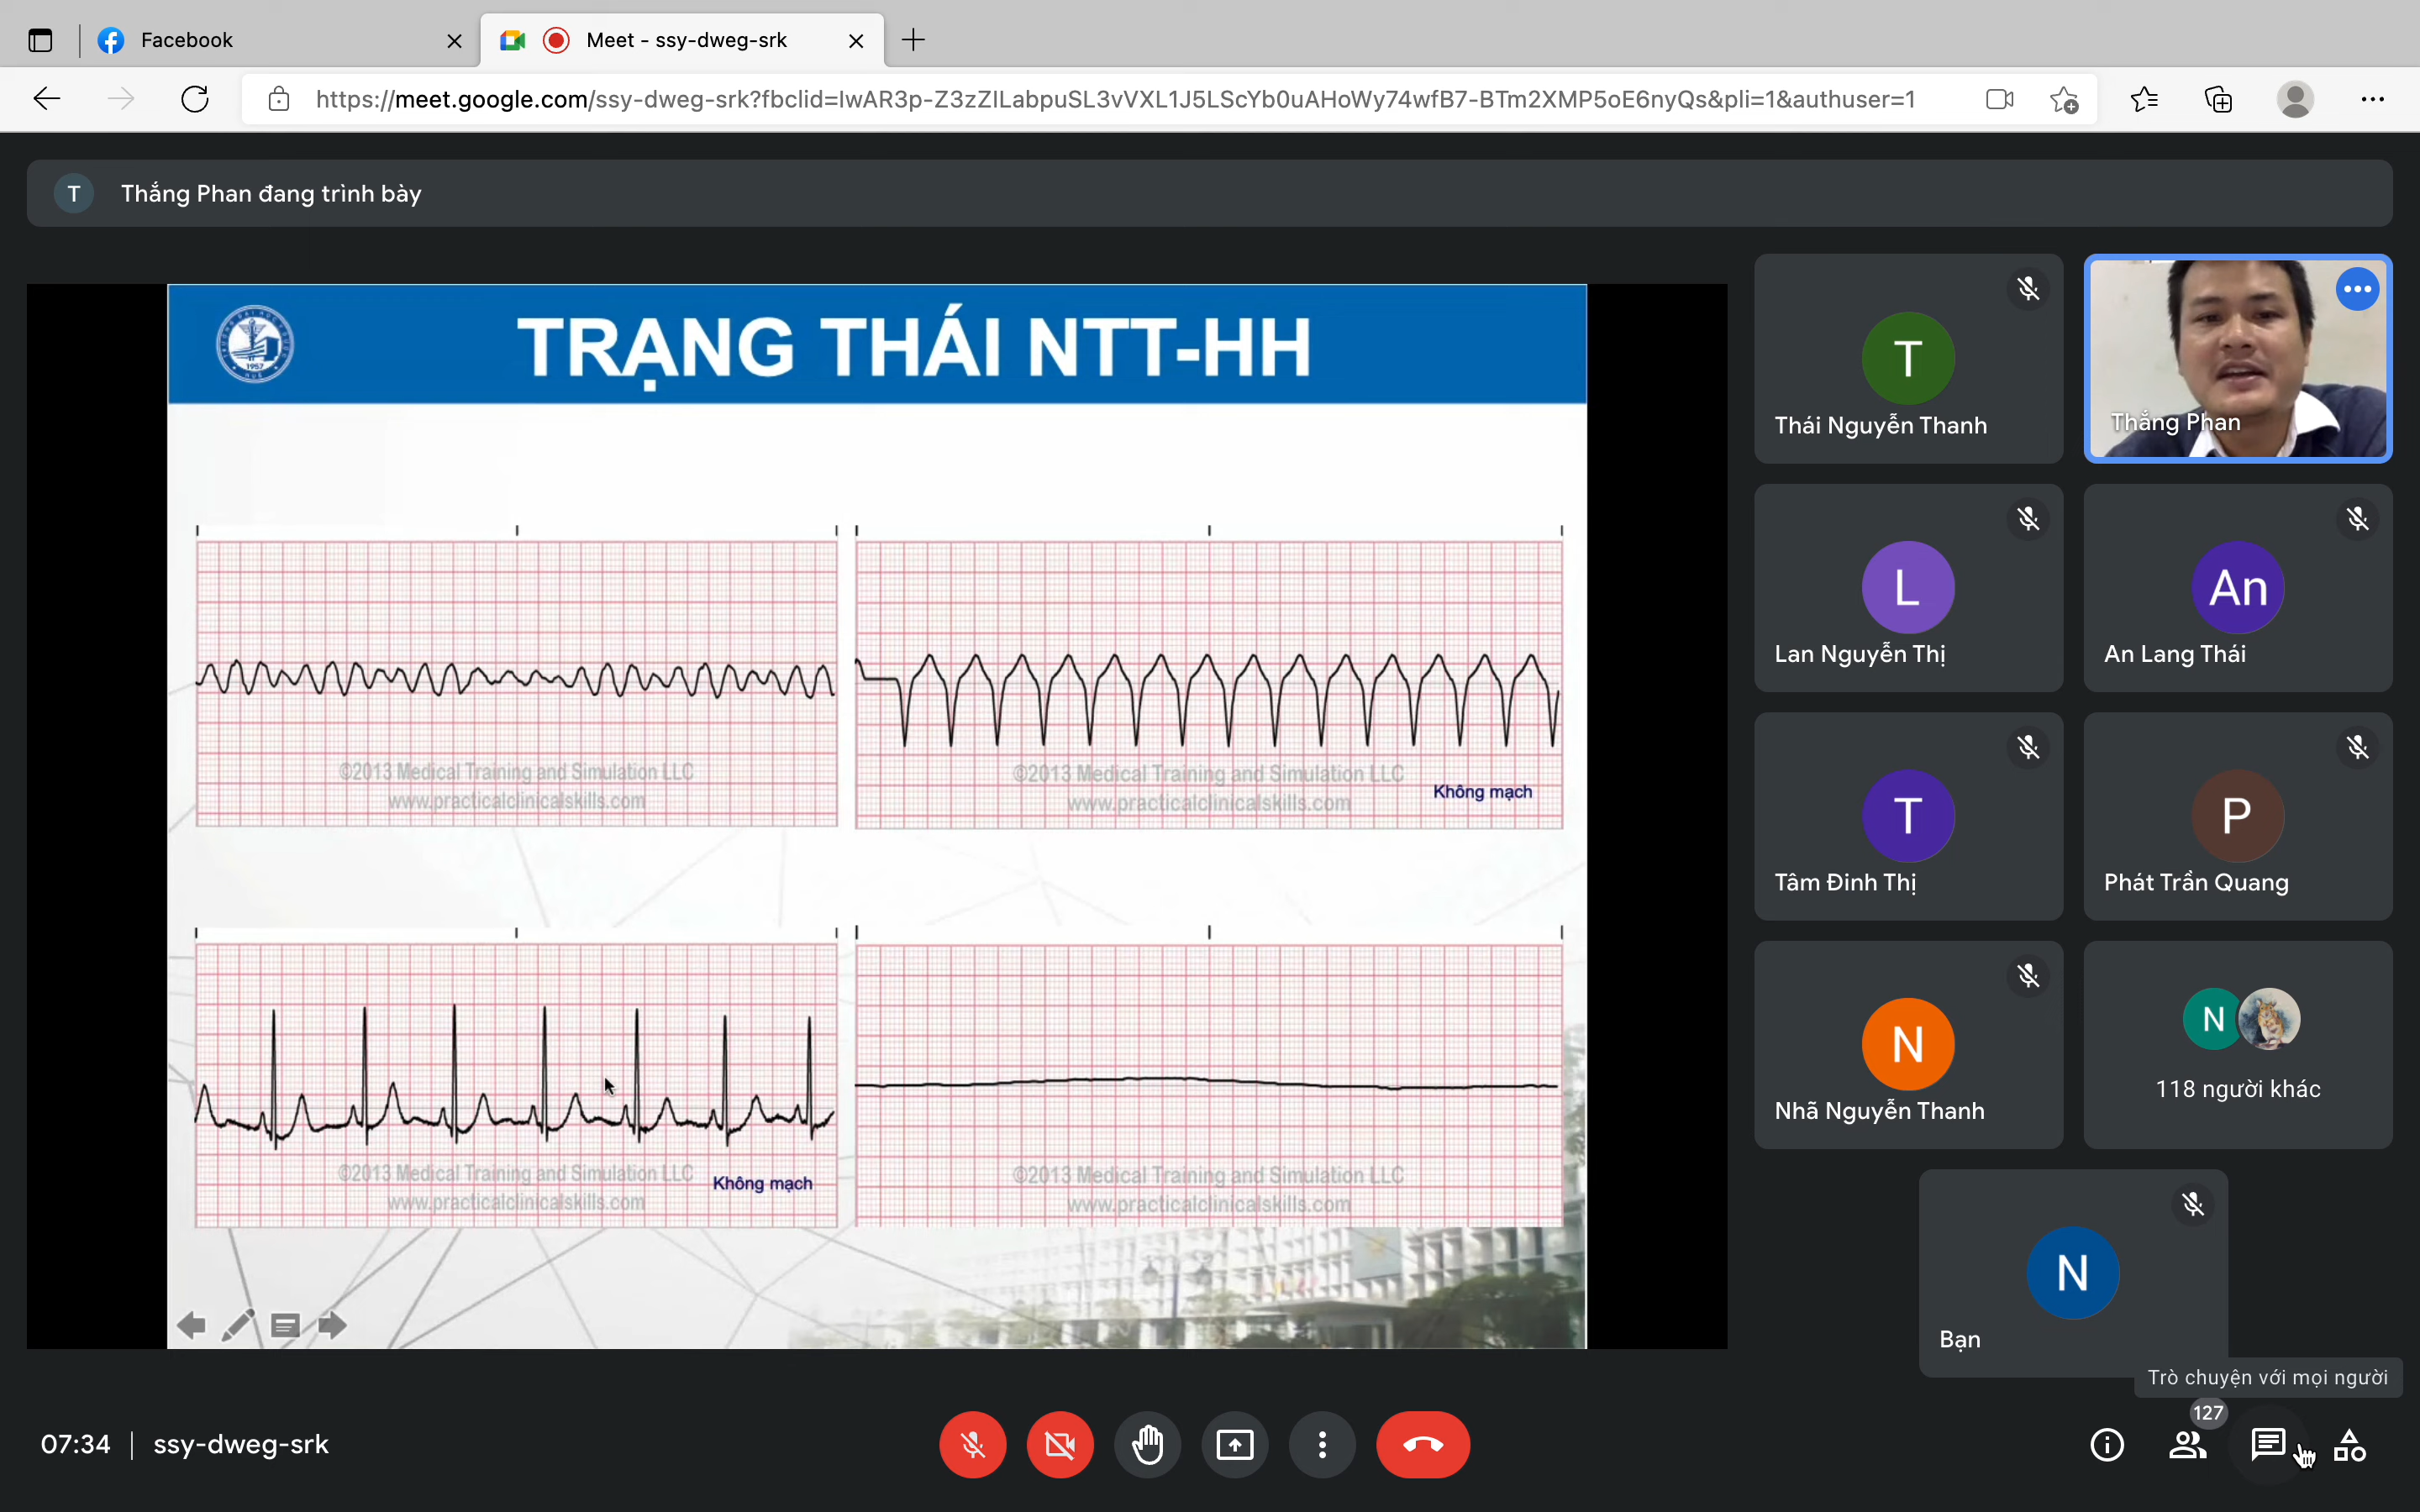 Facebook
Meet - ssy-dweg-srk
https://meet.google.com/ssy-dweg-srk?fbclid=IwAR3p-Z3zZILabpuSL3vVXL1J5LScYb0uAHoWy74wfB7-BTm2XMP5oE6nyQs&pli=1&authuser=1
T
Thắng Phan đang trình bày
TRẠNG THÁI NTT-HH
1957
HUẾ
©2013 Medical Training and Simulation LLC
www.practicalclinicalskills.com
©2013 Medical Training and Simulation LLC
www.practicalclinicalskills.com
Không mạch
©2013 Medical Training and Simulation LLC
www.practicalclinicalskills.com
Không mạch
©2013 Medical Training and Simulation LLC
www.practicalclinicalskills.com
T
Thái Nguyễn Thanh
Thắng Phan
L
Lan Nguyễn Thị
An
An Lang Thái
T
Tâm Đinh Thị
P
Phát Trần Quang
N
Nhã Nguyễn Thanh
N
118 người khác
N
Bạn
Trò chuyện với mọi người
07:34
ssy-dweg-srk
127